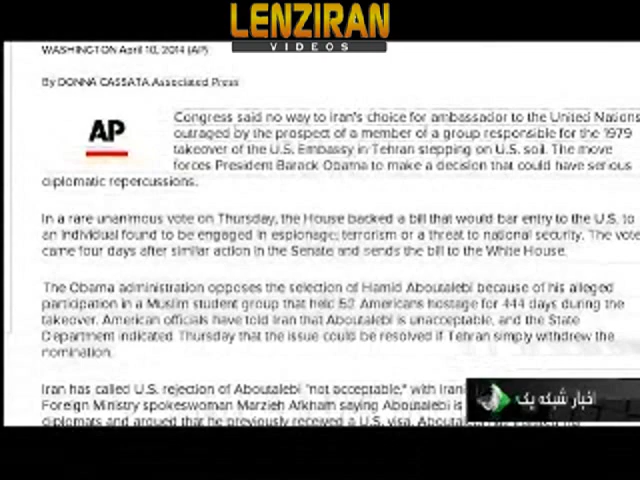 LENZIRAN
VIDEOS
WASHINGTON April 10, 2014 (AP)
By DONNA CASSATA Associated Press
AP
Congress said no way to Iran's choice for ambassador to the United Nations
outraged by the prospect of a member of a group responsible for the 1979
takeover of the U.S. Embassy in Tehran stepping on U.S. soil. The move
forces President Barack Obama to make a decision that could have serious
diplomatic repercussions.
In a rare unanimous vote on Thursday, the House backed a bill that would bar entry to the U.S. to
an individual found to be engaged in espionage, terrorism or a threat to national security. The vote
came four days after similar action in the Senate and sends the bill to the White House.
The Obama administration opposes the selection of Hamid Aboutalebi because of his alleged
participation in a Muslim student group that held 52 Americans hostage for 444 days during the
takeover. American officials have told Iran that Aboutalebi is unacceptable, and the State
Department indicated Thursday that the issue could be resolved if Tehran simply withdrew the
nomination.
Iran has called U.S. rejection of Aboutalebi "not acceptable," with Iran
Foreign Ministry spokeswoman Marzieh Afkham saying Aboutalebi is
اخبار شبکه یک
diplomats and argued that he previously received a U.S. visa.